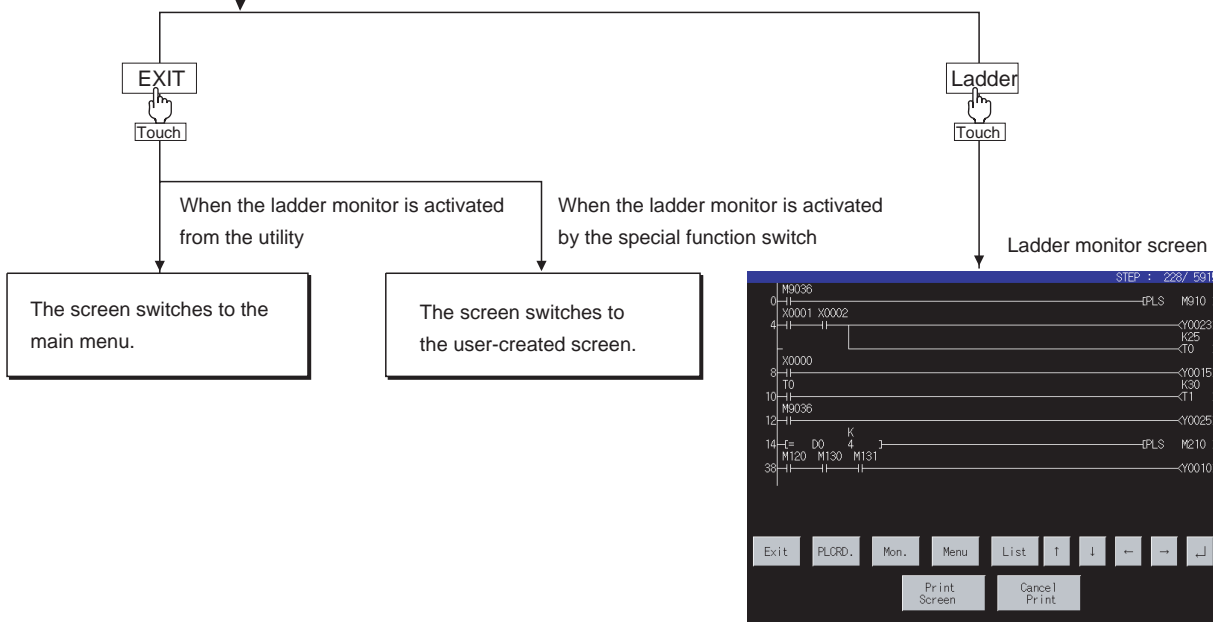 EXIT
Touch
Ladder
Touch
When the ladder monitor is activated
from the utility
When the ladder monitor is activated
by the special function switch
The screen switches to the
main menu.
The screen switches to
the user-created screen.
Ladder monitor screen
STEP : 228/ 5915
M9036
0 [PLS M910
X0001 X0002
4 <Y0023
K25
<T0
X0000
8 <Y0015
T0 K30
10 <T1
M9036
12 <Y0025
K
14 [= D0 4 ] [PLS M210
M120 M130 M131
38 <Y0010
Exit PLCRD. Mon. Menu List ↑ ↓ ← → ↵
Print
Screen
Cancel
Print